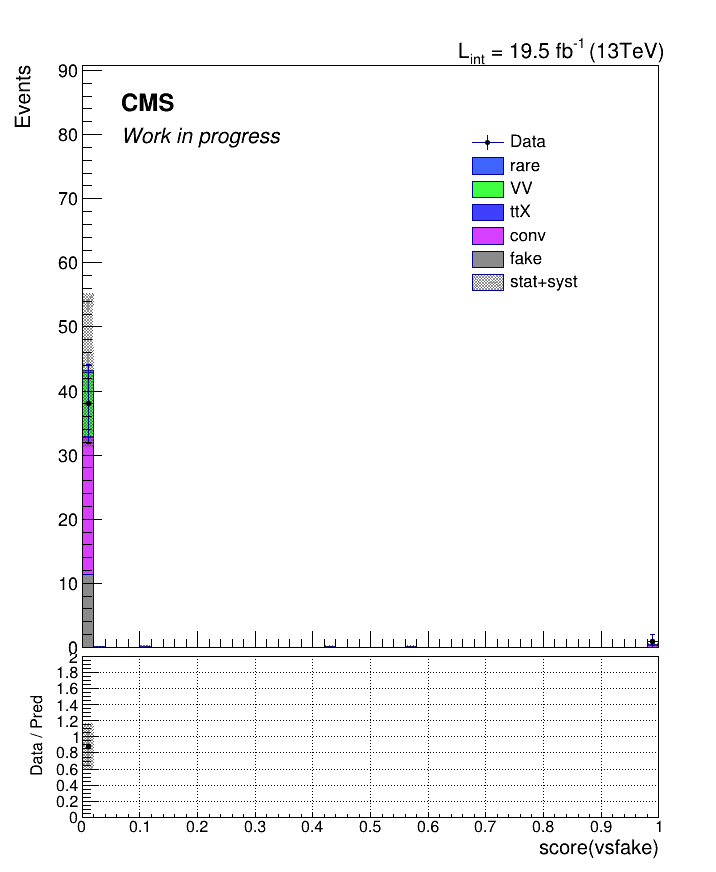 L_int = 19.5 fb^-1 (13TeV)
Events
90
80
70
60
50
40
30
20
10
0
CMS
Work in progress
Data
rare
VV
ttX
conv
fake
stat+syst
Data / Pred
2
1.8
1.6
1.4
1.2
1
0.8
0.6
0.4
0.2
0
0 0.1 0.2 0.3 0.4 0.5 0.6 0.7 0.8 0.9 1
score(vsfake)